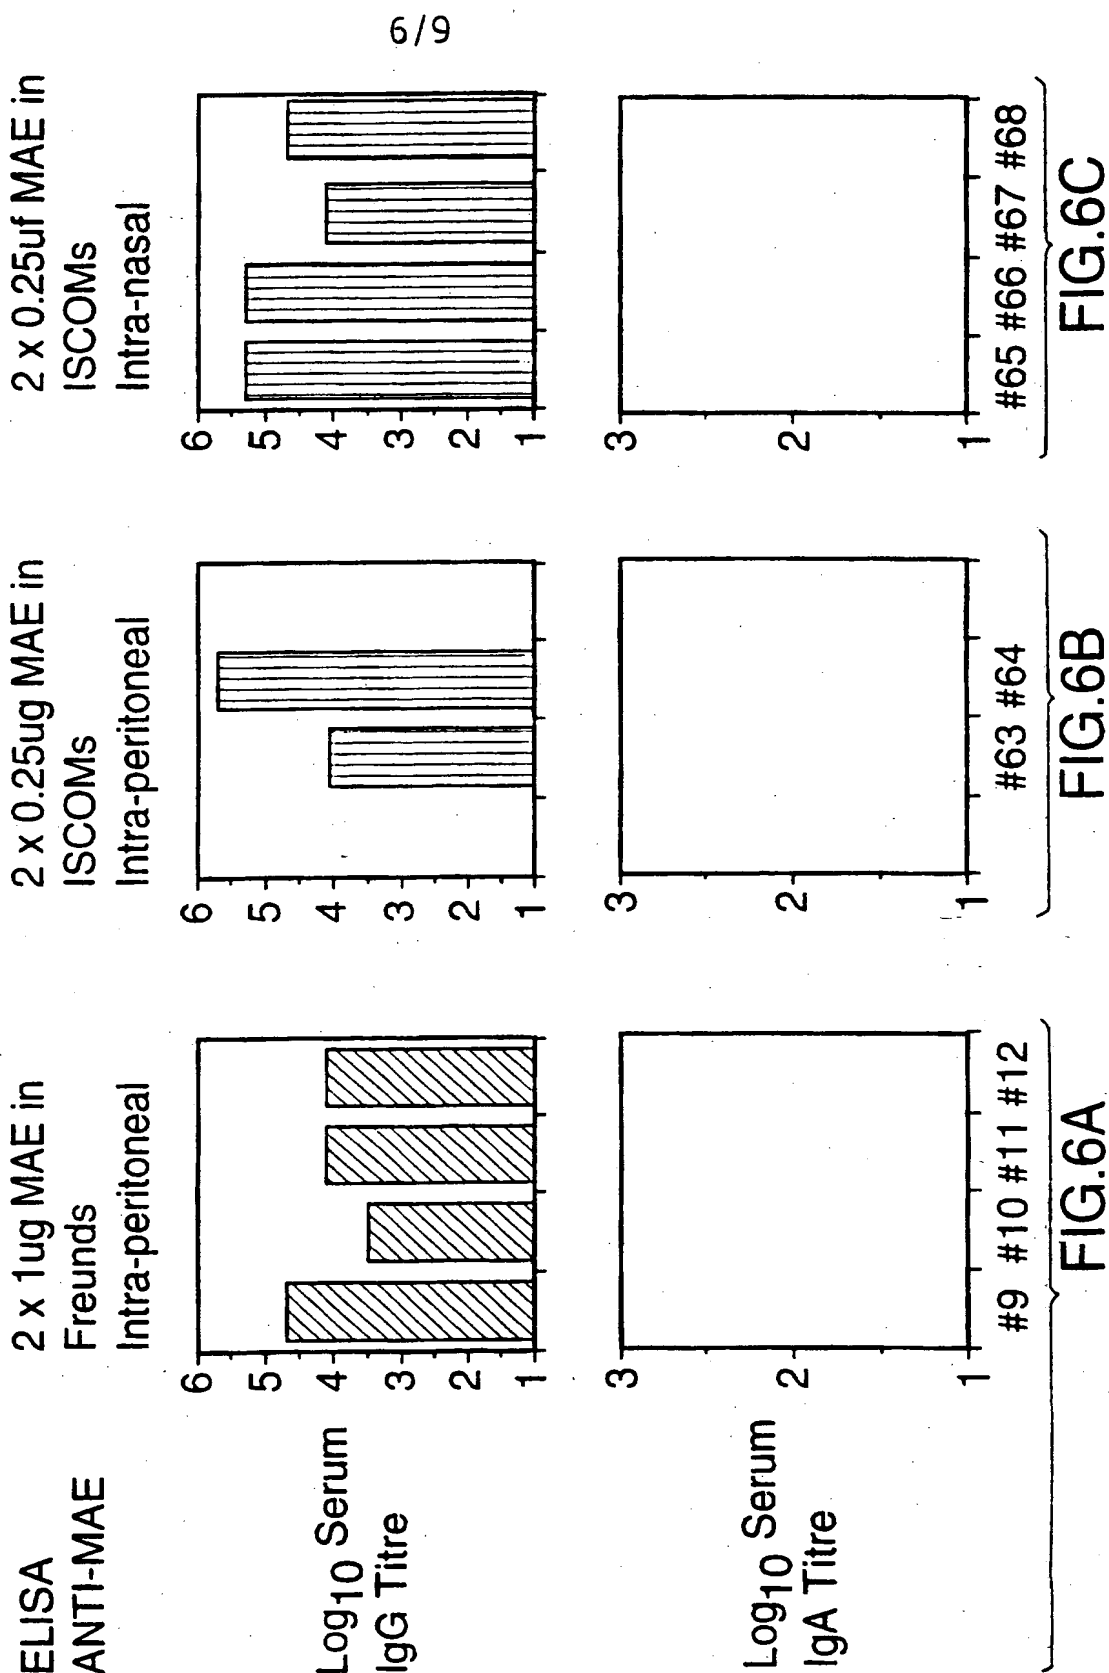 6/9
ELISA
ANTI-MAE
2 x 1ug MAE in
Freunds
Intra-peritoneal
2 x 0.25ug MAE in
ISCOMs
Intra-peritoneal
2 x 0.25uf MAE in
ISCOMs
Intra-nasal
Log10 Serum
IgG Titre
6
5
4
3
2
1
6
5
4
3
2
1
6
5
4
3
2
1
Log10 Serum
IgA Titre
3
2
1
3
2
1
3
2
1
#9 #10 #11 #12
#63 #64
#65 #66 #67 #68
FIG.6A
FIG.6B
FIG.6C